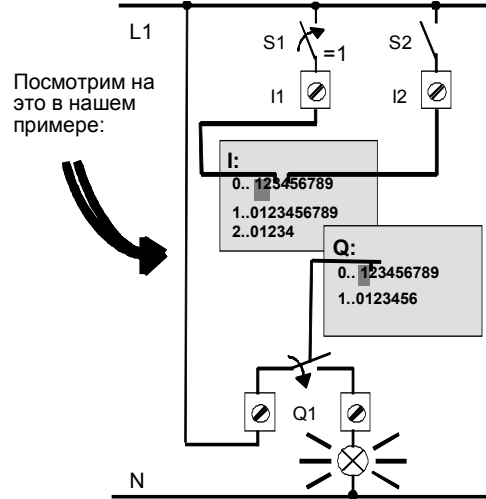 L1
S1
=1
S2
Посмотрим на
это в нашем
примере:
I1
I2
I:
0.. 123456789
1..0123456789
2..01234
Q:
0.. 123456789
1..0123456
Q1
N